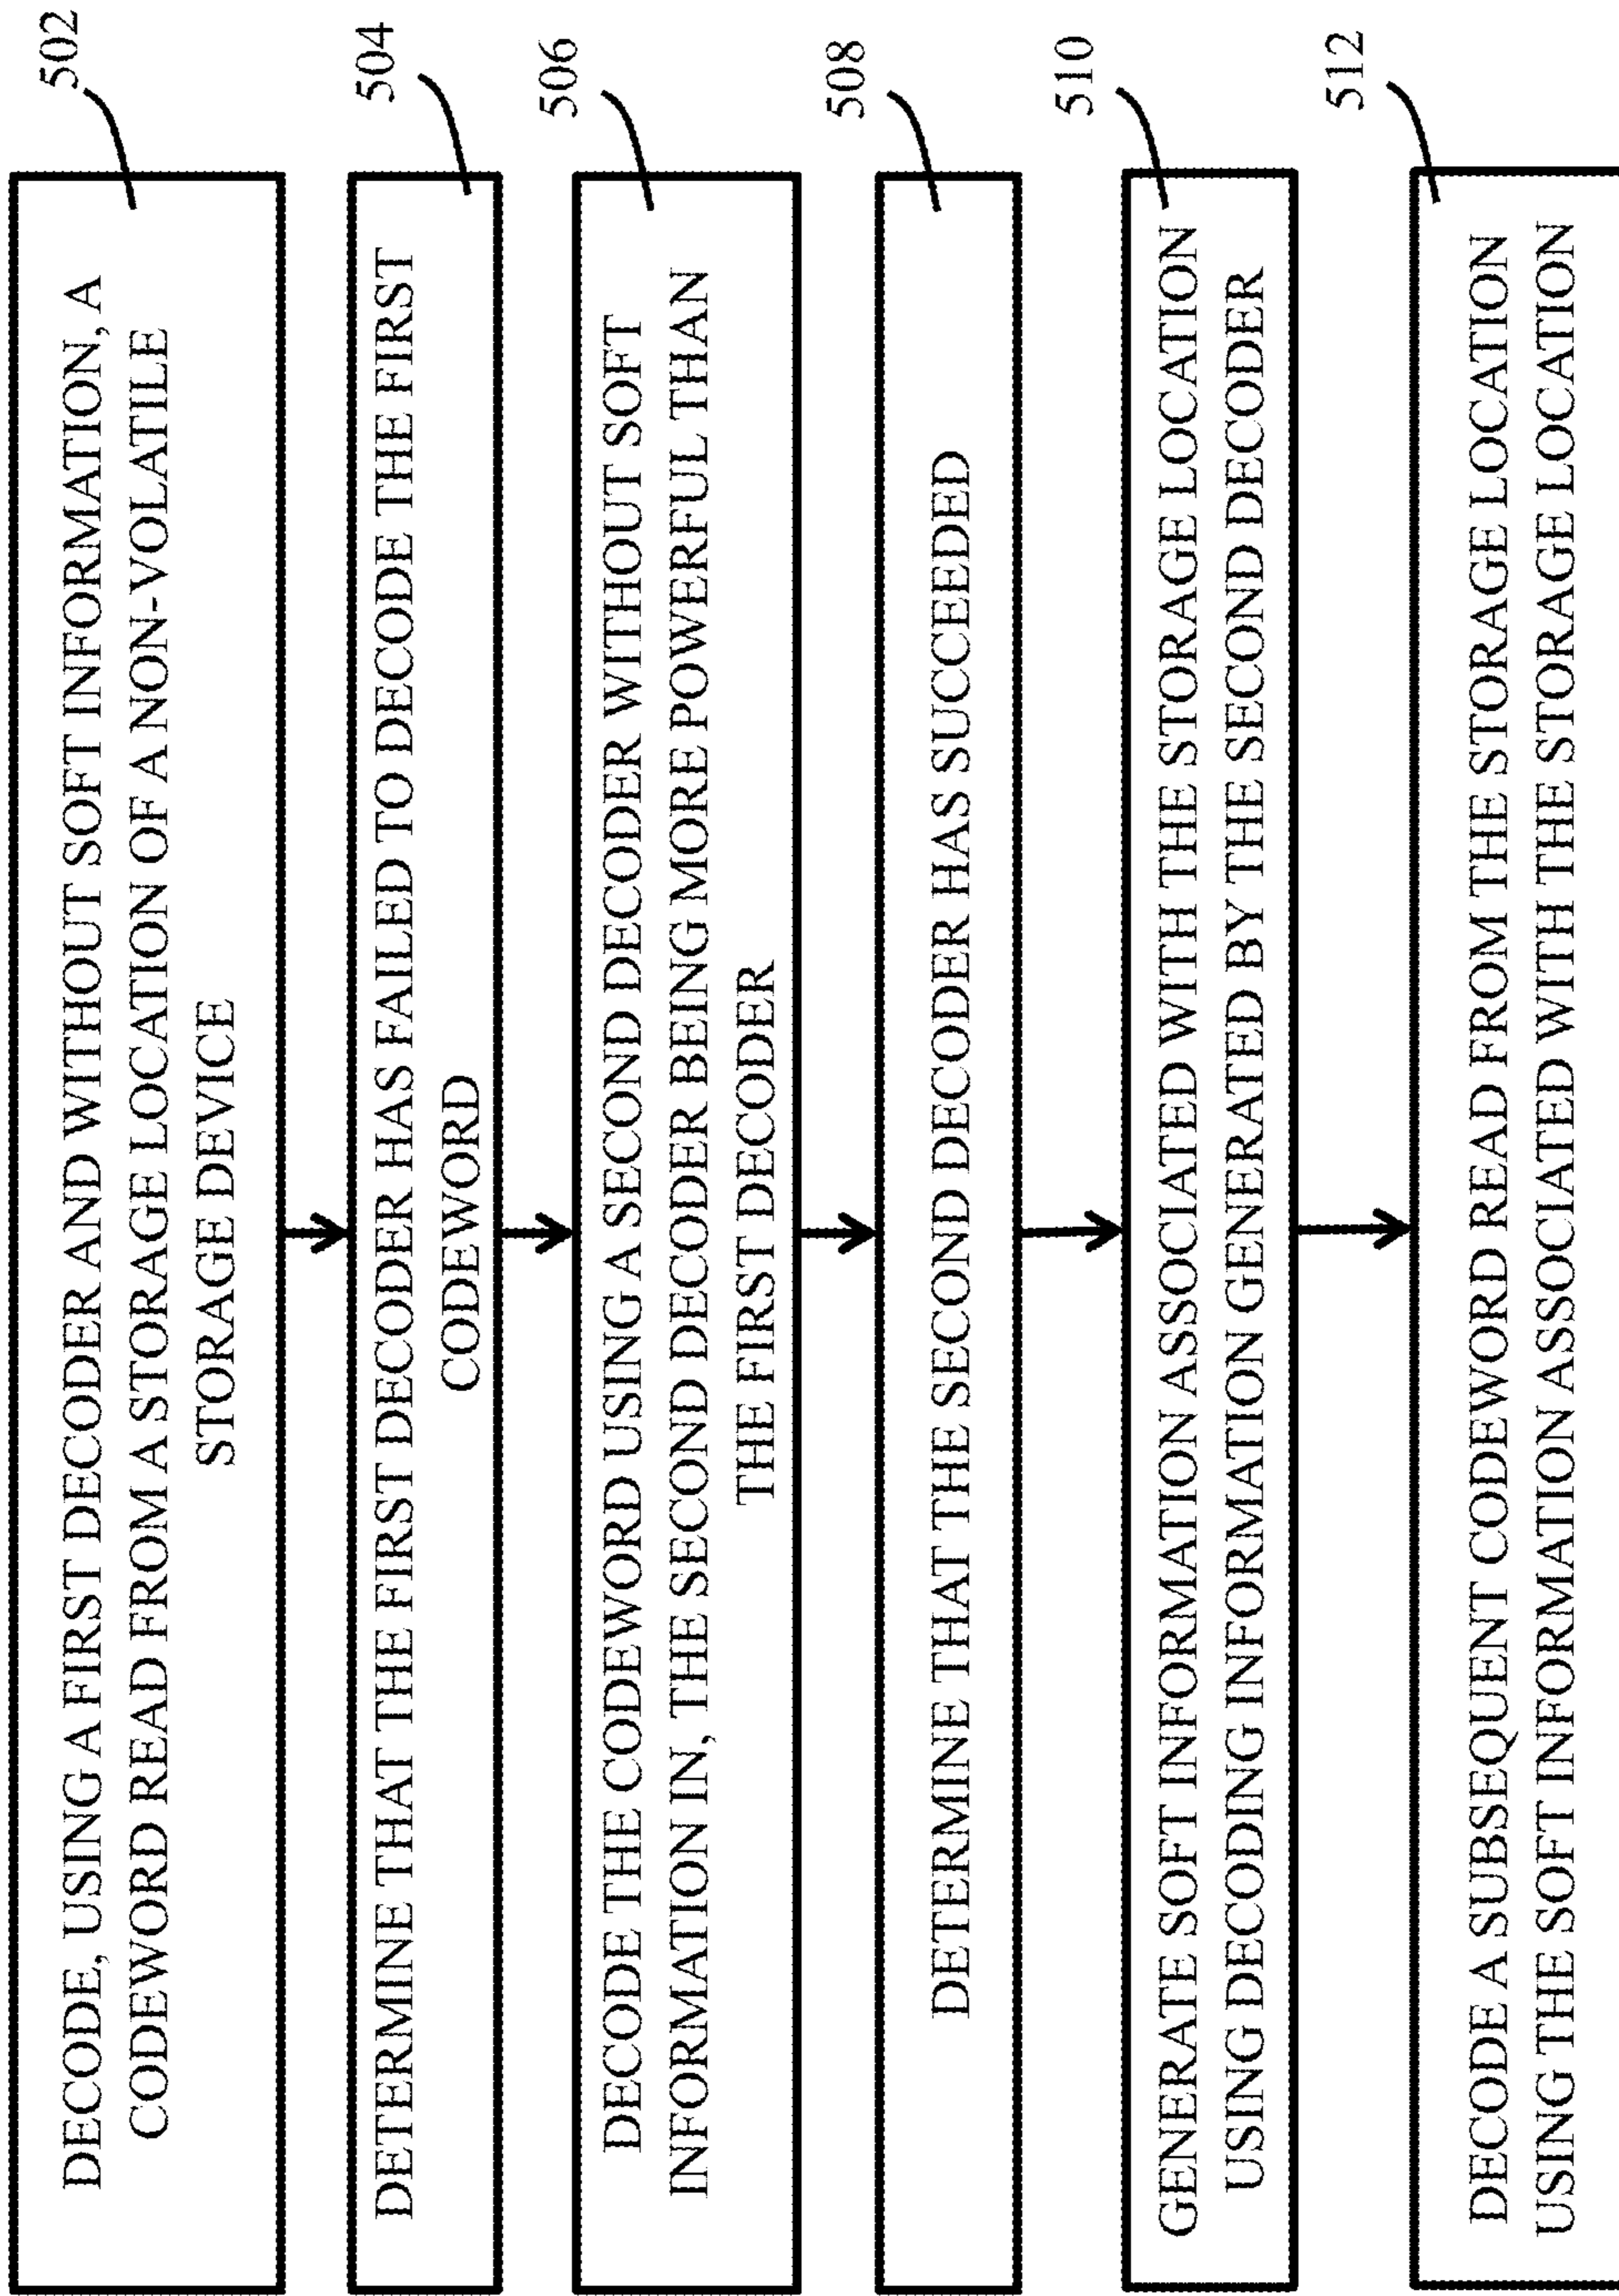 502
DECODE, USING A FIRST DECODER AND WITHOUT SOFT INFORMATION, A
CODEWORD READ FROM A STORAGE LOCATION OF A NON-VOLATILE
STORAGE DEVICE
504
DETERMINE THAT THE FIRST DECODER HAS FAILED TO DECODE THE FIRST
CODEWORD
506
DECODE THE CODEWORD USING A SECOND DECODER WITHOUT SOFT
INFORMATION IN, THE SECOND DECODER BEING MORE POWERFUL THAN
THE FIRST DECODER
508
DETERMINE THAT THE SECOND DECODER HAS SUCCEEDED
510
GENERATE SOFT INFORMATION ASSOCIATED WITH THE STORAGE LOCATION
USING DECODING INFORMATION GENERATED BY THE SECOND DECODER
512
DECODE A SUBSEQUENT CODEWORD READ FROM THE STORAGE LOCATION
USING THE SOFT INFORMATION ASSOCIATED WITH THE STORAGE LOCATION